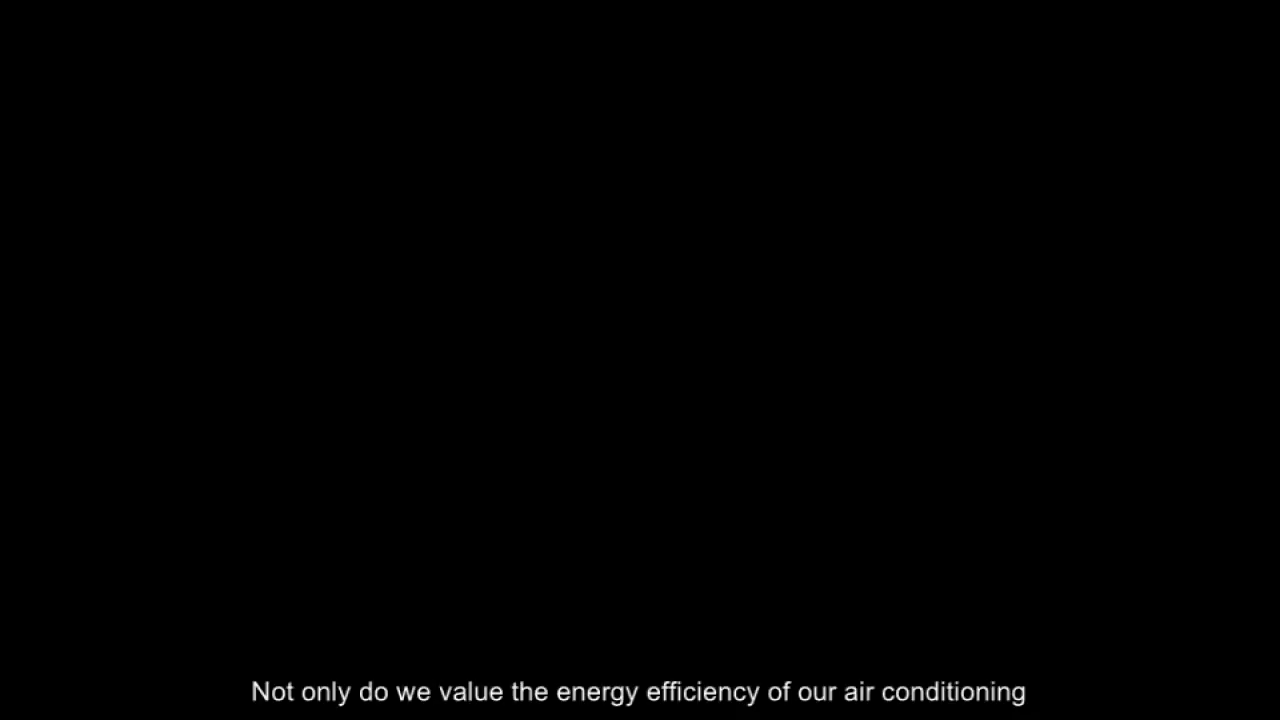 Not only do we value the energy efficiency of our air conditioning